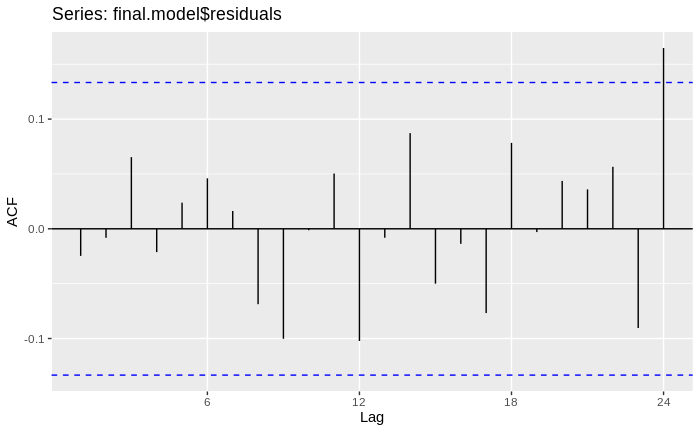 Series: final.model$residuals
ACF
0.1
0.0
-0.1
6
12
18
24
Lag